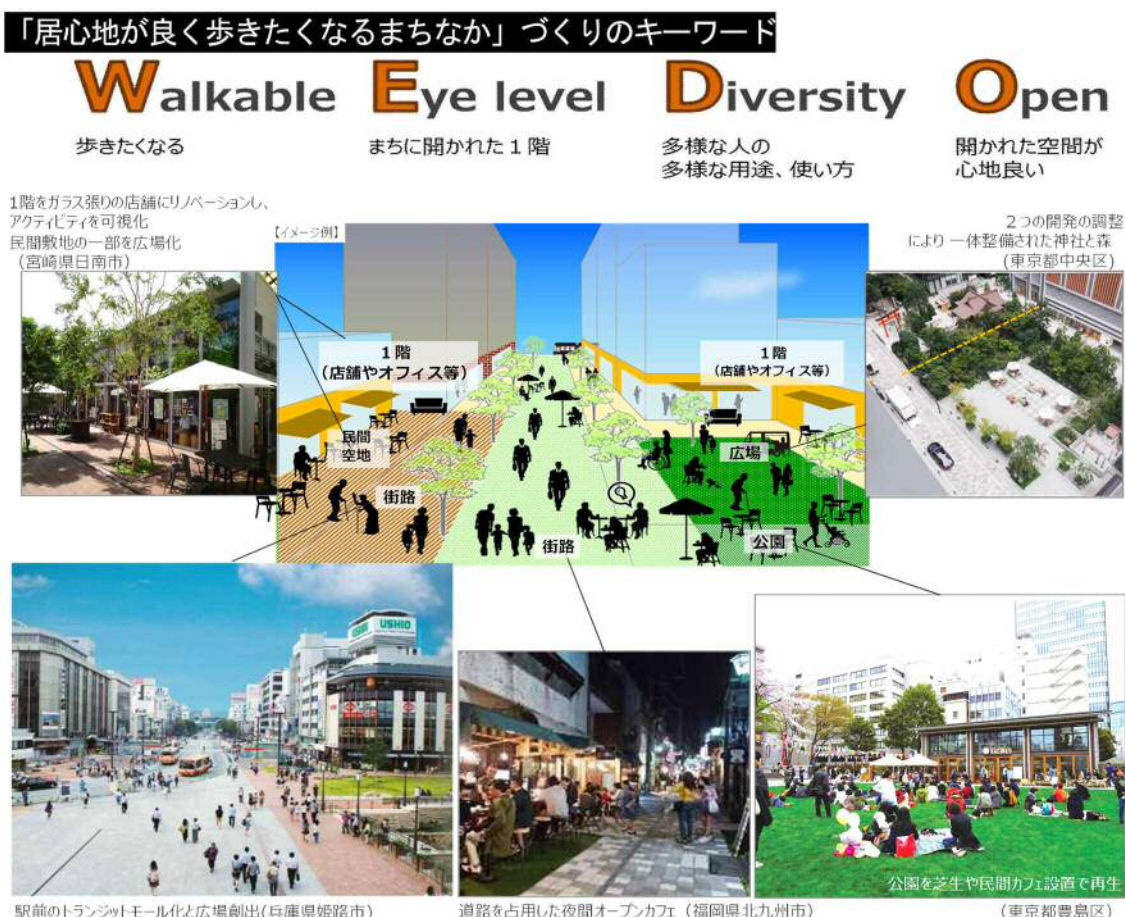 「居心地が良く歩きたくなるまちなか」づくりのキーワード
Walkable
歩きたくなる
Eye level
まちに開かれた1階
Diversity
多様な人の
多様な用途、使い方
Open
開かれた空間が
心地良い
1階をガラス張りの店舗にリノベーションし、
アクティビティを可視化
民間敷地の一部を広場化
(宮崎県日南市)
【イメージ例】
2つの開発の調整
により 一体整備された神社と森
(東京都中央区)
1階
(店舗やオフィス等)
1階
(店舗やオフィス等)
民間
空地
広場
街路
街路
公園
USHIO
USHIO
公園を芝生や民間カフェ設置で再生
駅前のトランジットモール化と広場創出(兵庫県姫路市)
道路を占用した夜間オープンカフェ (福岡県北九州市)
(東京都豊島区)